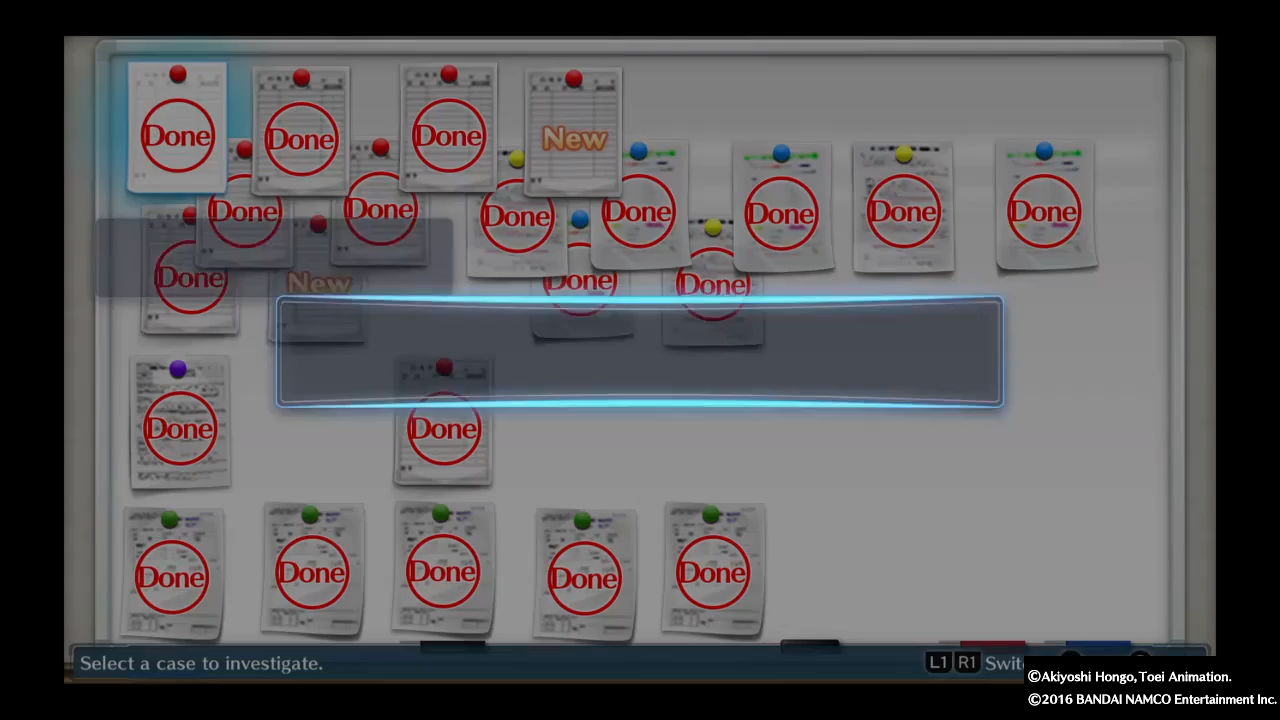 Done
Done
Done
New
Done
Done
Done
Done
Done
Done
Done
Done
New
Done
Done
Done
Done
Done
Done
Done
Done
Done
Select a case to investigate.
L1 R1 Switc
©Akiyoshi Hongo,Toei Animation.
©2016 BANDAI NAMCO Entertainment Inc.